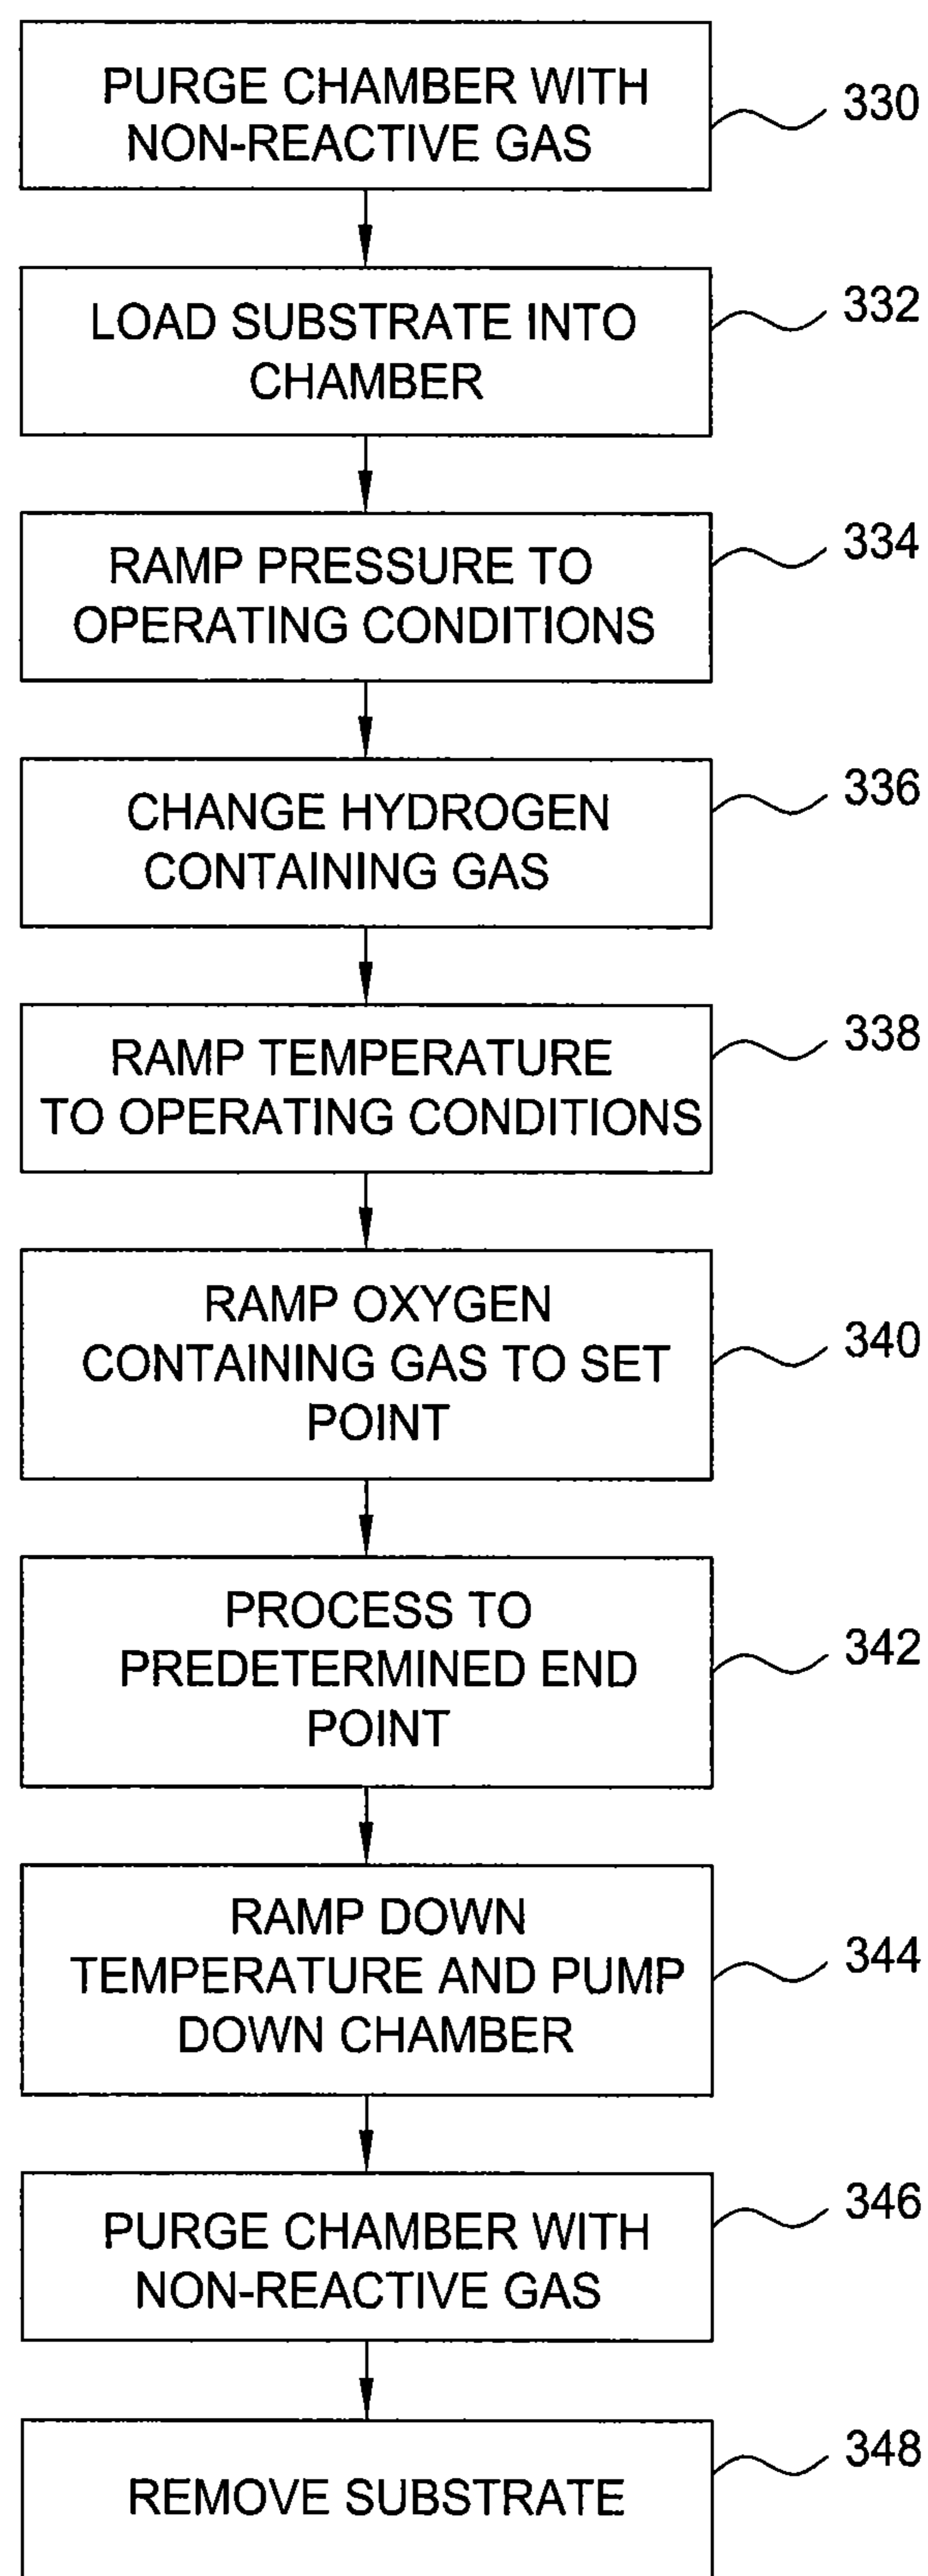 PURGE CHAMBER WITH
NON-REACTIVE GAS
330
LOAD SUBSTRATE INTO
CHAMBER
332
RAMP PRESSURE TO
OPERATING CONDITIONS
334
CHANGE HYDROGEN
CONTAINING GAS
336
RAMP TEMPERATURE
TO OPERATING CONDITIONS
338
RAMP OXYGEN
CONTAINING GAS TO SET
POINT
340
PROCESS TO
PREDETERMINED END
POINT
342
RAMP DOWN
TEMPERATURE AND PUMP
DOWN CHAMBER
344
PURGE CHAMBER WITH
NON-REACTIVE GAS
346
REMOVE SUBSTRATE
348